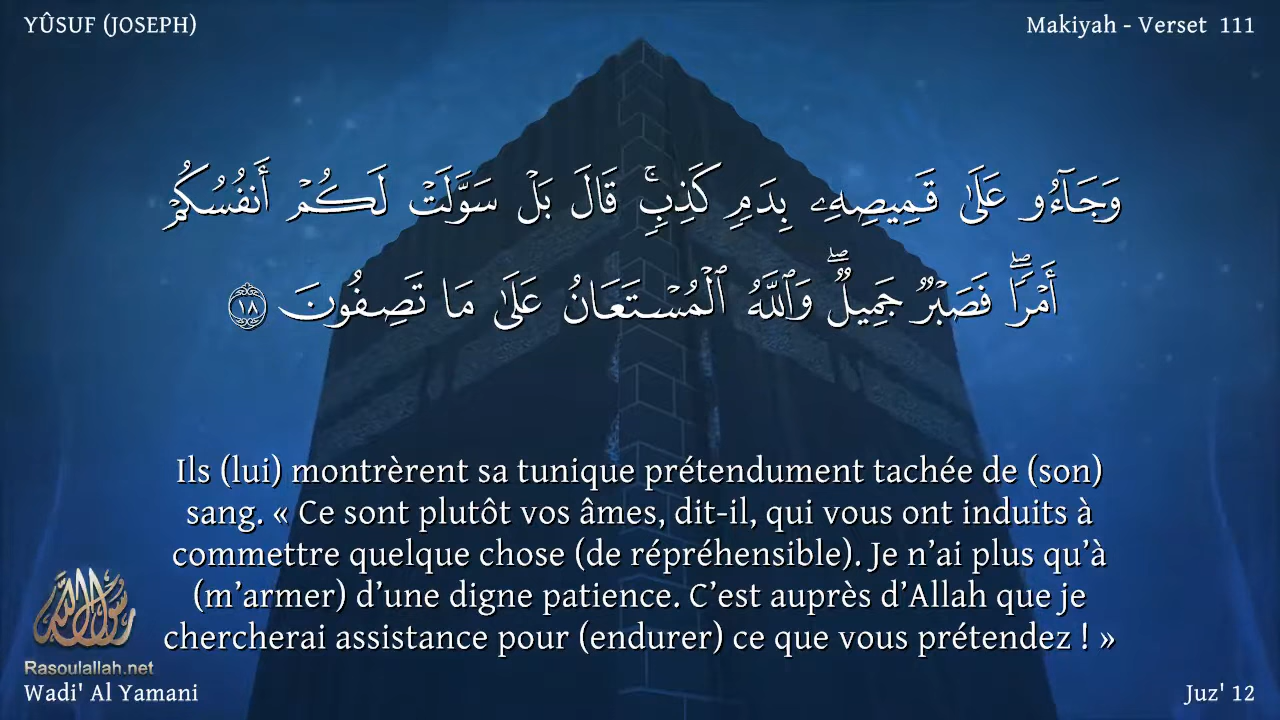 YÛSUF (JOSEPH)
Makiyah - Verset 111
وَجَآءُو عَلَىٰ قَمِيصِهِۦ بِدَمٍ كَذِبٍۚ قَالَ بَلْ سَوَّلَتْ لَكُمْ أَنفُسُكُمْ
أَمْرًاۖ فَصَبْرٌ جَمِيلٌۖ وَٱللَّهُ ٱلْمُسْتَعَانُ عَلَىٰ مَا تَصِفُونَ ١٨
Ils (lui) montrèrent sa tunique prétendument tachée de (son)
sang. « Ce sont plutôt vos âmes, dit-il, qui vous ont induits à
commettre quelque chose (de répréhensible). Je n’ai plus qu’à
(m’armer) d’une digne patience. C’est auprès d’Allah que je
chercherai assistance pour (endurer) ce que vous prétendez ! »
رسول الله
Rasoulallah.net
Wadi' Al Yamani
Juz' 12